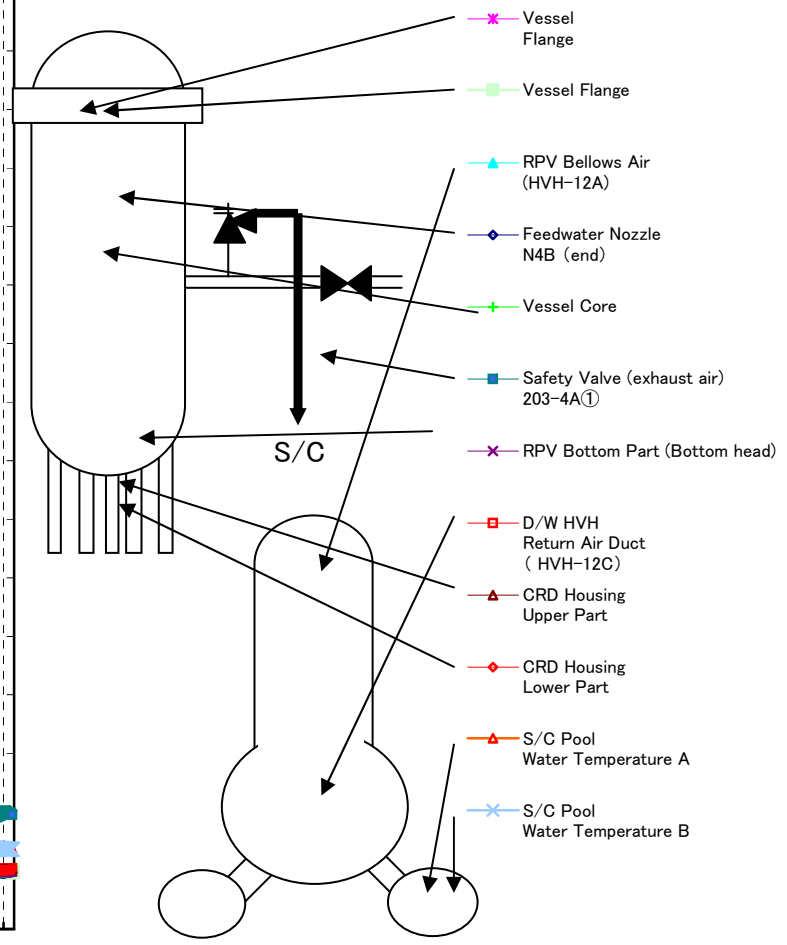 Vessel
Flange
Vessel Flange
RPV Bellows Air
(HVH-12A)
Feedwater Nozzle
N4B (end)
Vessel Core
Safety Valve (exhaust air)
203-4A①
S/C
RPV Bottom Part (Bottom head)
D/W HVH
Return Air Duct
( HVH-12C)
CRD Housing
Upper Part
CRD Housing
Lower Part
S/C Pool
Water Temperature A
S/C Pool
Water Temperature B